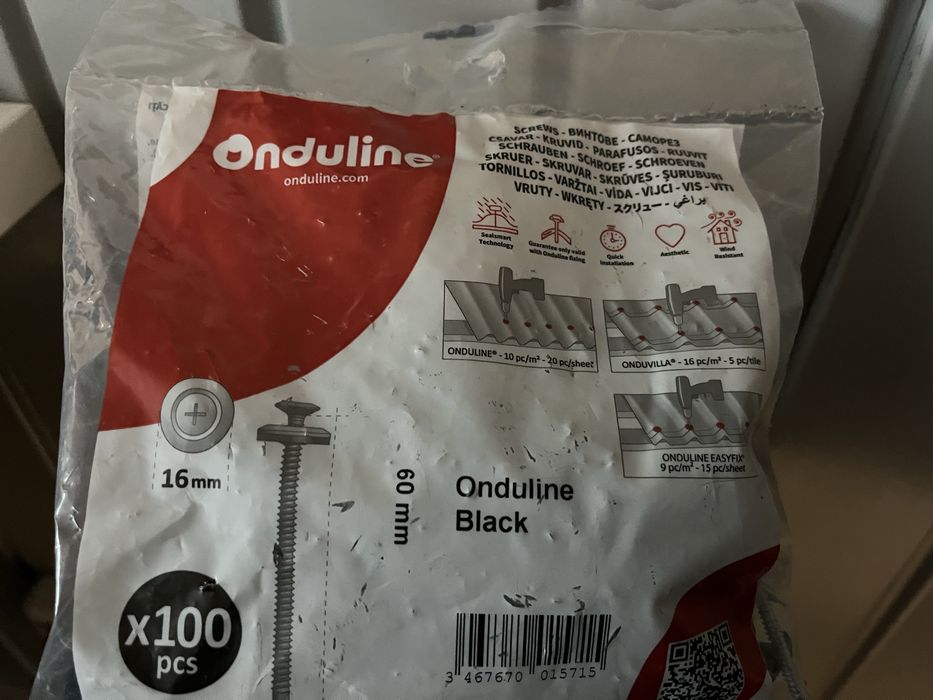 Onduline®
onduline.com
SCREWS - ВИНТОВЕ - САМОРЕЗ
CSAVAR - KRUVID - PARAFUSOS - RUUVIT
SCHRAUBEN - SCHROEF - SCHROEVEN
SKRUER - SKRUVAR - SKRŪVES - ŞURUBURI
TORNILLOS - VARŽTAI - VÍDA - VIJCI - VIS - VITI
VRUTY - WKRĘTY - スクリュー - براغي
Sealsmart
Technology
Guarantee only valid
with Onduline fixing
Quick
installation
Aesthetic
Wind
Resistant
ONDULINE® - 10 pc/m² - 20 pc/sheet
ONDUVILLA® - 16 pc/m² - 5 pc/tile
ONDULINE EASYFIX®
9 pc/m² - 15 pc/sheet
16 mm
60 mm
Onduline
Black
x100
pcs
3 467670 015715